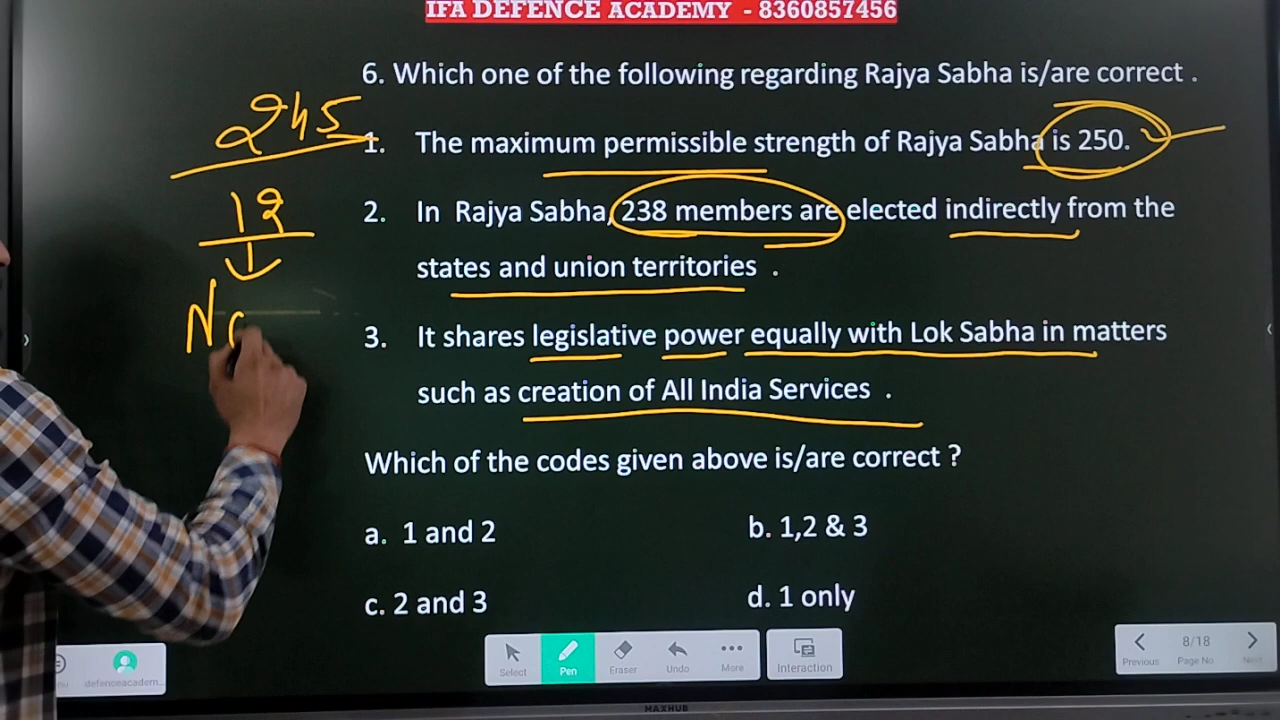 IFA DEFENCE ACADEMY - 8360857456
6. Which one of the following regarding Rajya Sabha is/are correct .
245
1. The maximum permissible strength of Rajya Sabha is 250.
12
2. In Rajya Sabha, 238 members are elected indirectly from the
states and union territories .
N
3. It shares legislative power equally with Lok Sabha in matters
such as creation of All India Services .
Which of the codes given above is/are correct ?
a. 1 and 2
b. 1,2 & 3
c. 2 and 3
d. 1 only
Select
Pen
Eraser
Undo
More
Interaction
Previous
8/18
Page No.
Next
defenceacadem...
MAXHUB